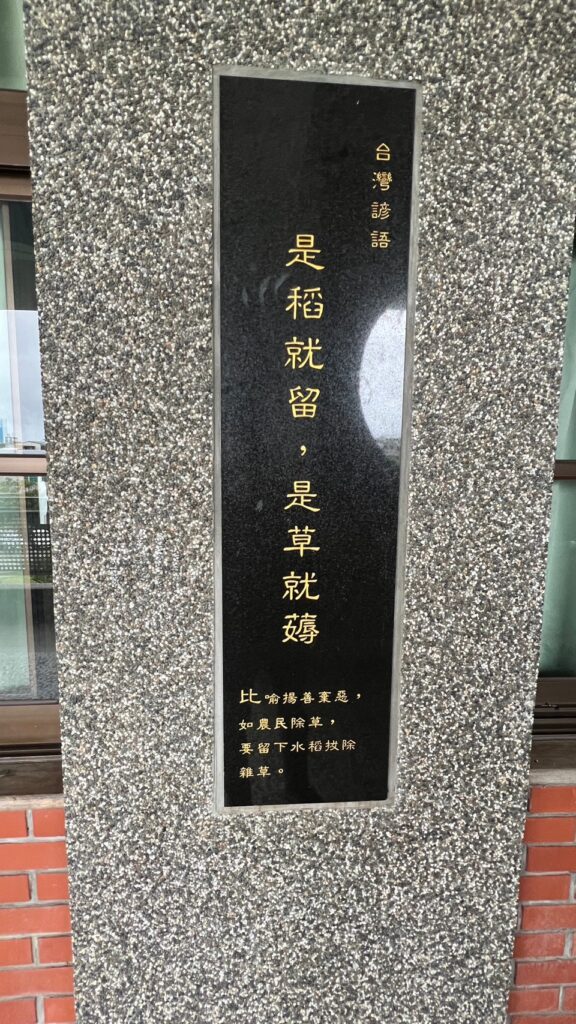 台灣諺語
是稻就留，是草就薅
比喻揚善棄惡，
如農民除草，
要留下水稻拔除
雜草。